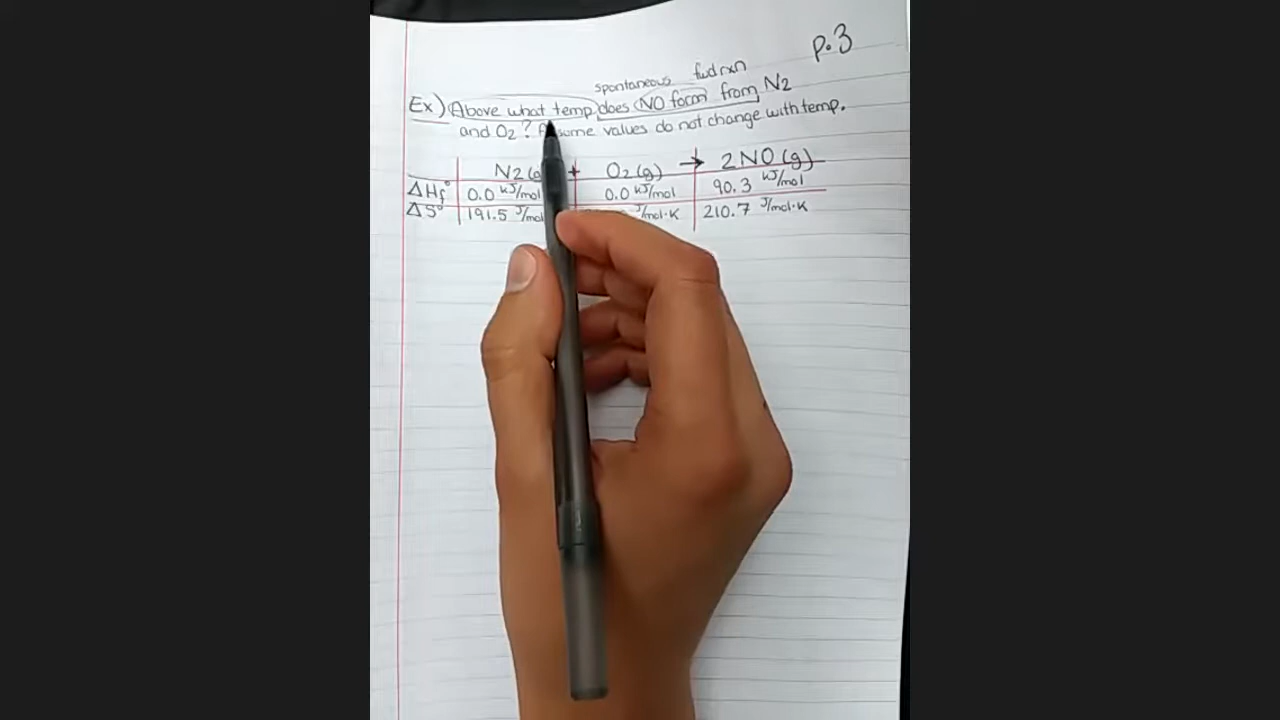 p.3
spontaneous fwd rxn
Ex) Above what temp does NO form from N2
and O2? Assume values do not change with temp.
N2(g) + O2(g) → 2NO(g)
ΔHf° 0.0 kJ/mol 0.0 kJ/mol 90.3 kJ/mol
ΔS° 191.5 J/mol J/mol·K 210.7 J/mol·K